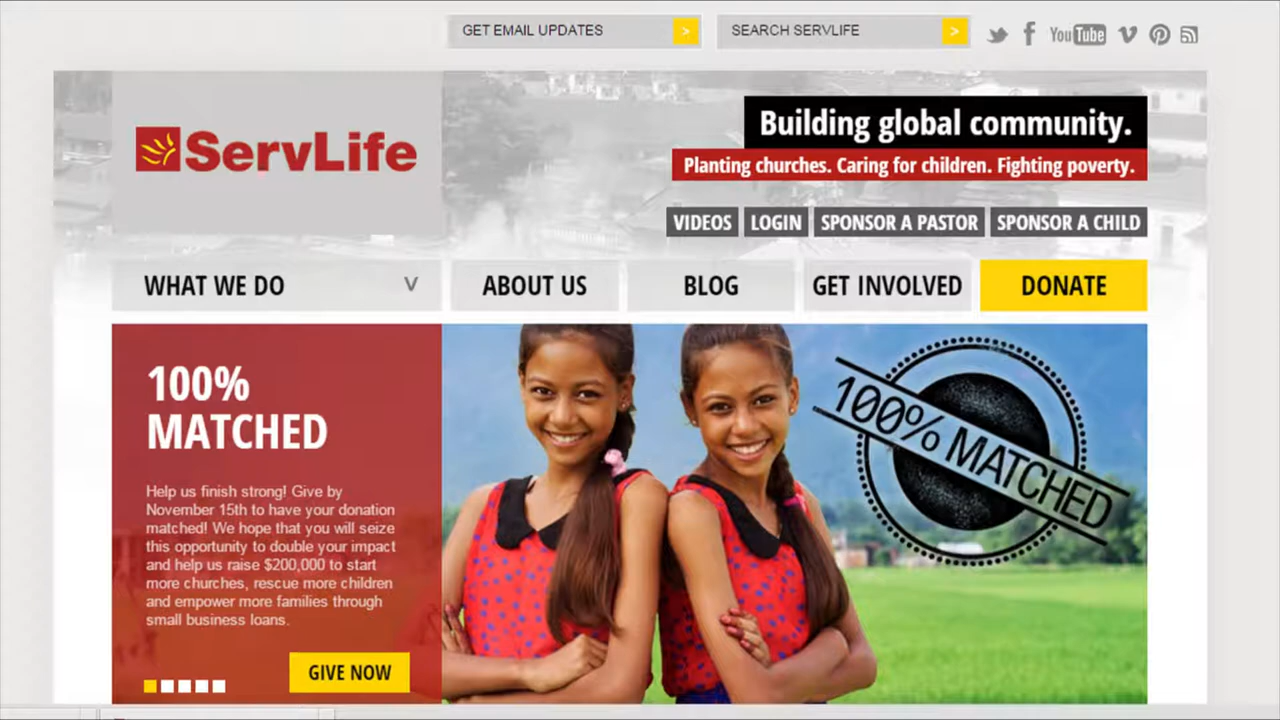 GET EMAIL UPDATES >
SEARCH SERVLIFE >
You Tube
ServLife
Building global community.
Planting churches. Caring for children. Fighting poverty.
VIDEOS
LOGIN
SPONSOR A PASTOR
SPONSOR A CHILD
WHAT WE DO V
ABOUT US
BLOG
GET INVOLVED
DONATE
100%
MATCHED
Help us finish strong! Give by
November 15th to have your donation
matched! We hope that you will seize
this opportunity to double your impact
and help us raise $200,000 to start
more churches, rescue more children
and empower more families through
small business loans.
GIVE NOW
100% MATCHED